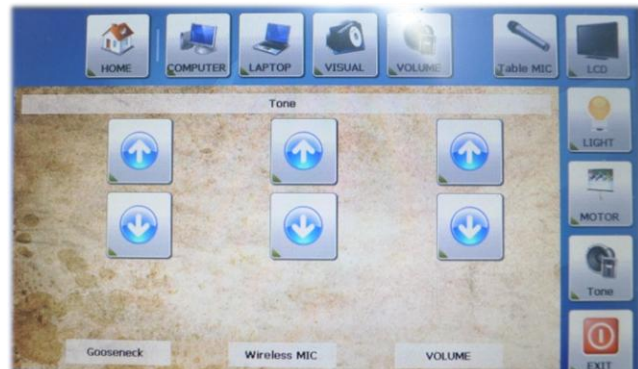 HOME
COMPUTER
LAPTOP
VISUAL
VOLUME
Table MIC
LCD
Tone
LIGHT
MOTOR
Tone
Gooseneck
Wireless MIC
VOLUME
EXIT